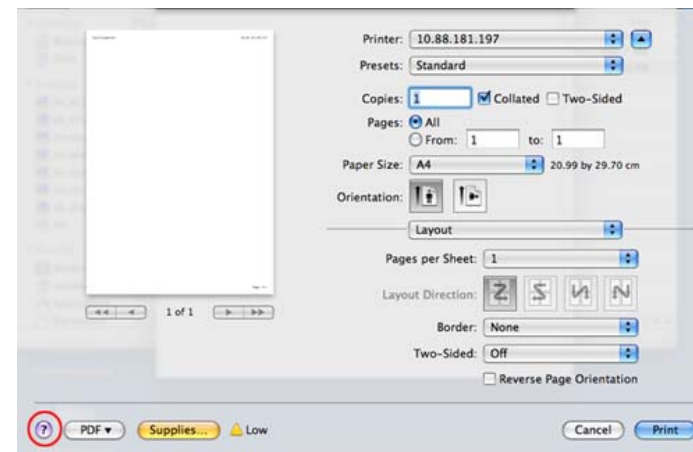 Printer: 10.88.181.197
Presets: Standard
Copies: 1 Collated Two-Sided
Pages: All
From: 1 to: 1
Paper Size: A4 20.99 by 29.70 cm
Orientation:
Layout
Pages per Sheet: 1
Layout Direction:
Border: None
Two-Sided: Off
Reverse Page Orientation
1 of 1
? PDF Supplies... Low Cancel Print